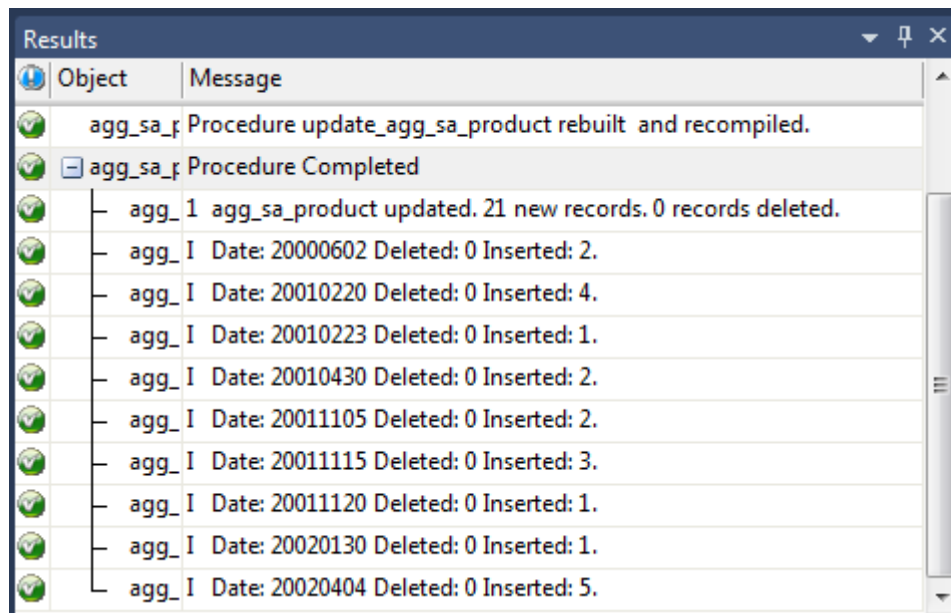 Results
Object Message
agg_sa_p Procedure update_agg_sa_product rebuilt  and recompiled.
agg_sa_p Procedure Completed
agg_ 1  agg_sa_product updated. 21 new records. 0 records deleted.
agg_ I  Date: 20000602 Deleted: 0 Inserted: 2.
agg_ I  Date: 20010220 Deleted: 0 Inserted: 4.
agg_ I  Date: 20010223 Deleted: 0 Inserted: 1.
agg_ I  Date: 20010430 Deleted: 0 Inserted: 2.
agg_ I  Date: 20011105 Deleted: 0 Inserted: 2.
agg_ I  Date: 20011115 Deleted: 0 Inserted: 3.
agg_ I  Date: 20011120 Deleted: 0 Inserted: 1.
agg_ I  Date: 20020130 Deleted: 0 Inserted: 1.
agg_ I  Date: 20020404 Deleted: 0 Inserted: 5.